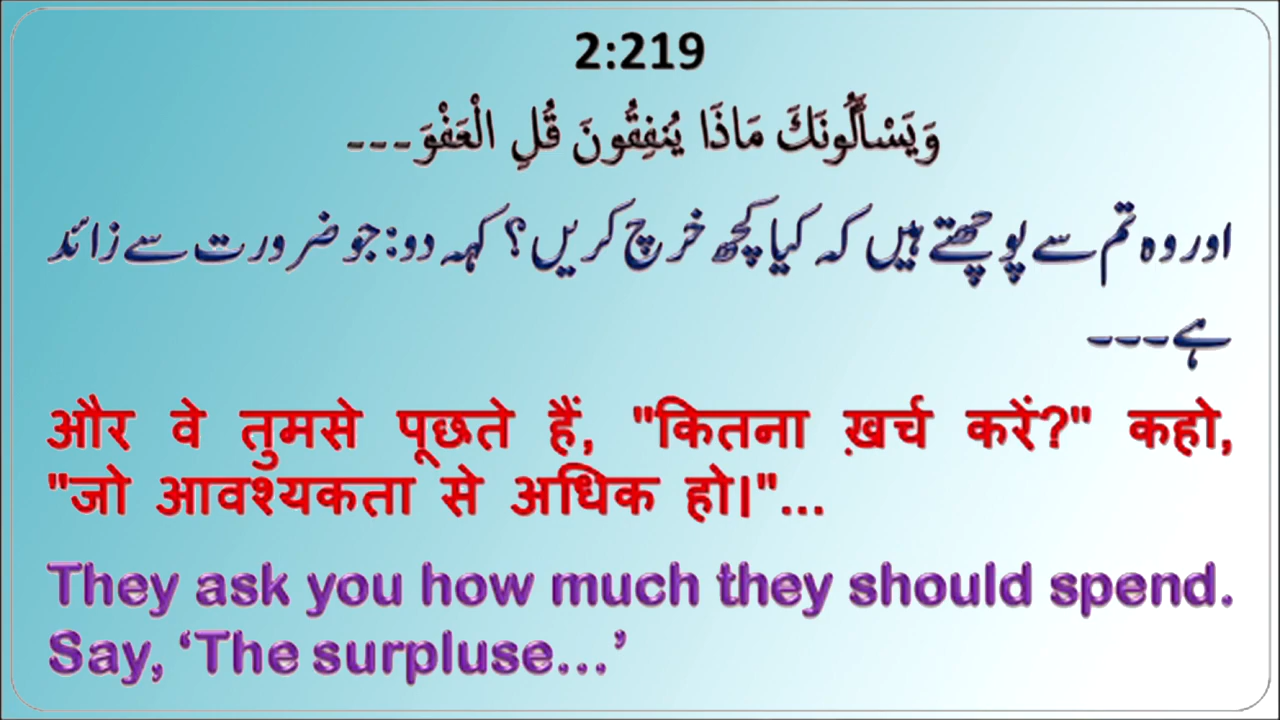 2:219
وَيَسْأَلُونَكَ مَاذَا يُنفِقُونَ قُلِ الْعَفْوَ۔۔۔
اور وہ تم سے پوچھتے ہیں کہ کیا کچھ خرچ کریں؟ کہہ دو: جو ضرورت سے زائد
ہے۔۔۔
और वे तुमसे पूछते हैं, "कितना ख़र्च करें?" कहो,
"जो आवश्यकता से अधिक हो।"...
They ask you how much they should spend.
Say, ‘The surpluse...’